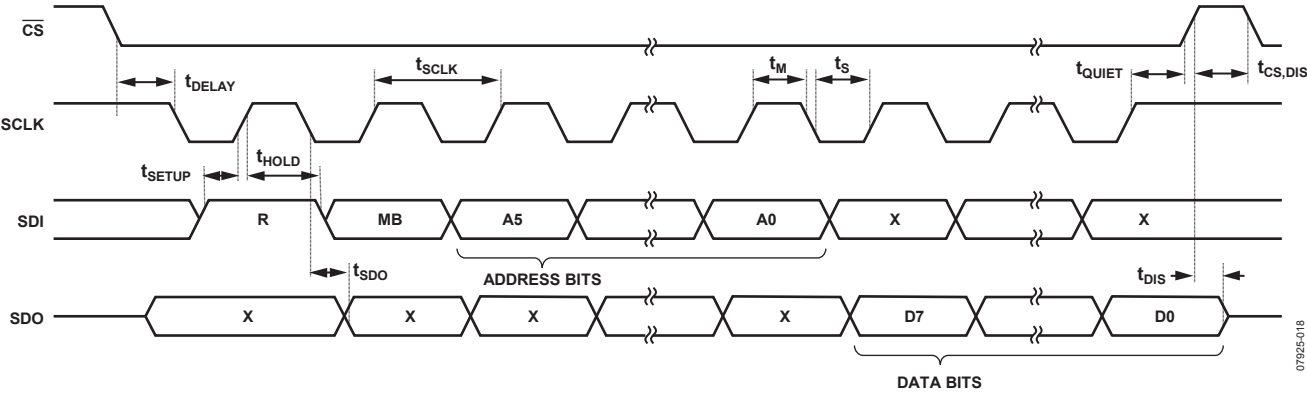 CS
tDELAY
tSCLK
tM
tS
tQUIET
tCS,DIS
SCLK
tSETUP
tHOLD
SDI
R
MB
A5
A0
X
X
tSDO
ADDRESS BITS
tDIS
SDO
X
X
X
X
D7
D0
DATA BITS
07925-018